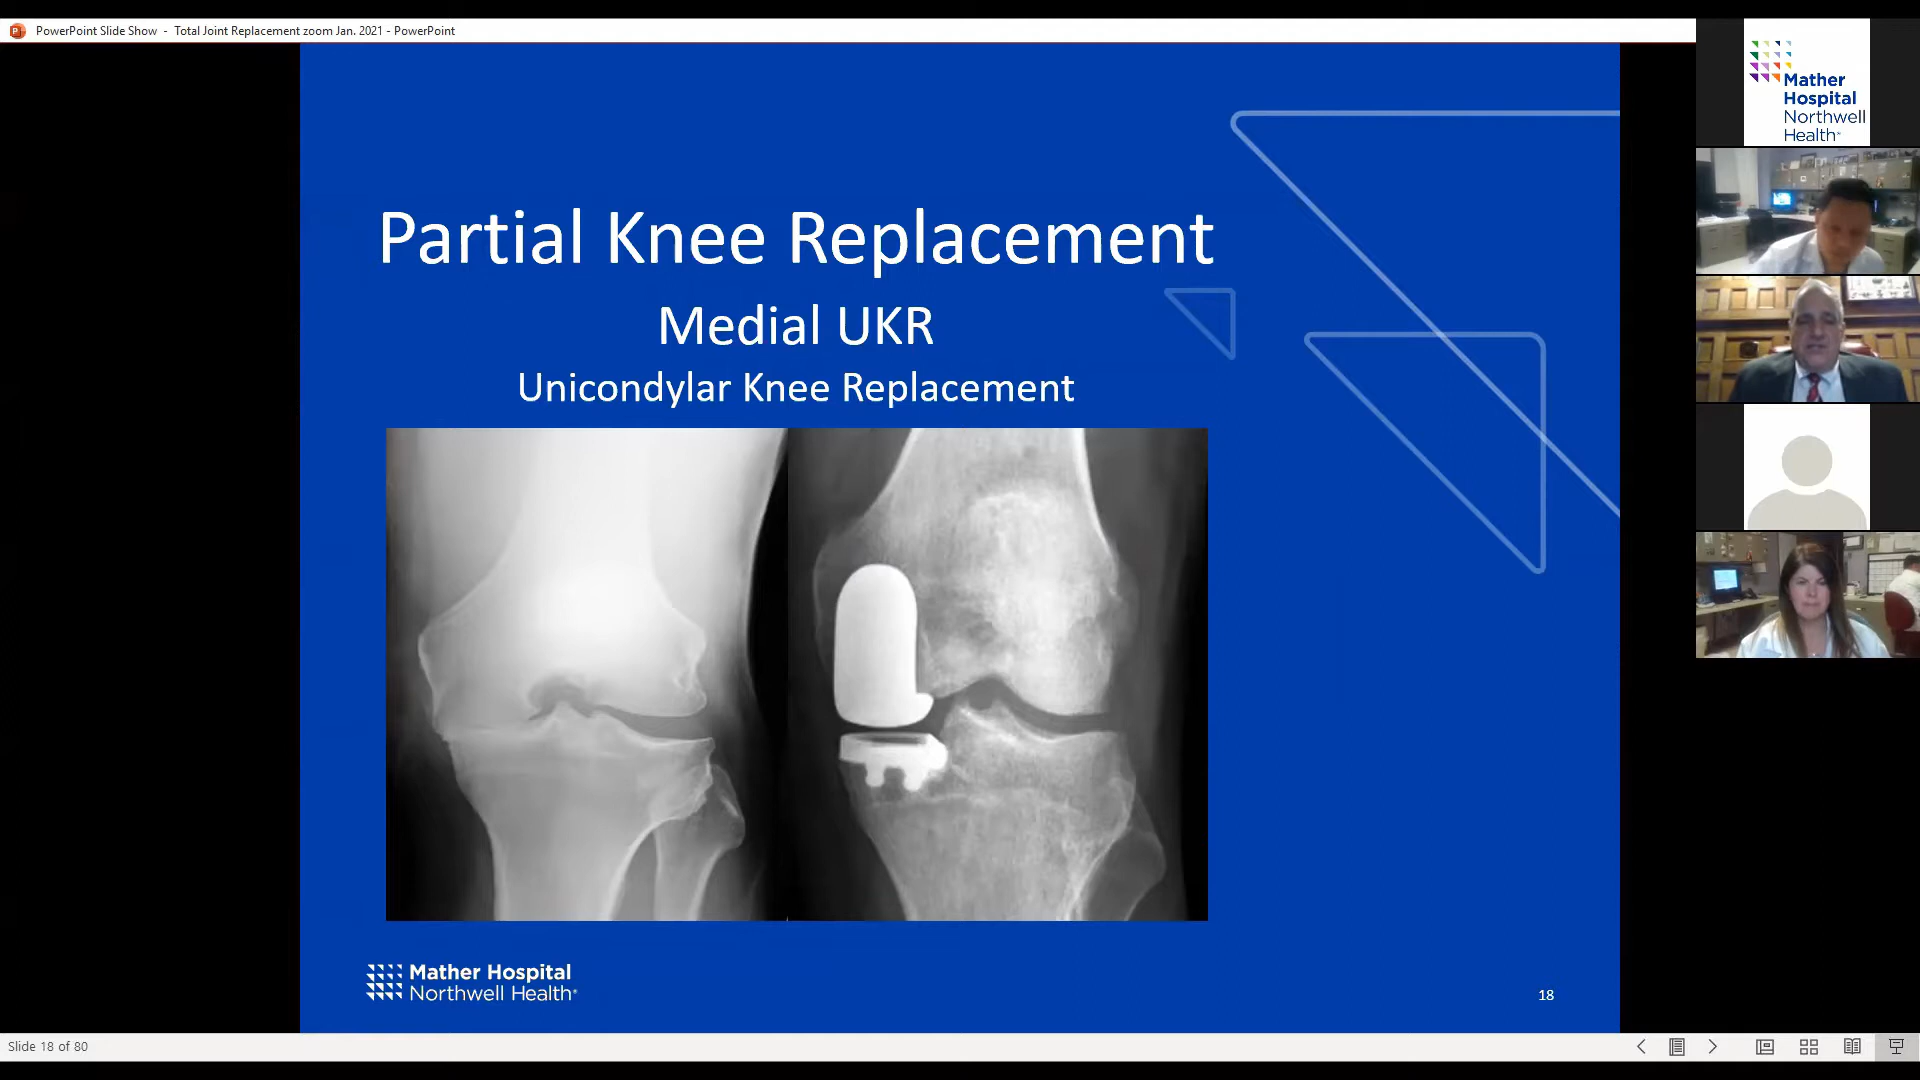 PowerPoint Slide Show - Total Joint Replacement zoom Jan. 2021 - PowerPoint
Partial Knee Replacement
Medial UKR
Unicondylar Knee Replacement
Mather Hospital
Northwell Health®
18
Mather
Hospital
Northwell
Health®
Slide 18 of 80